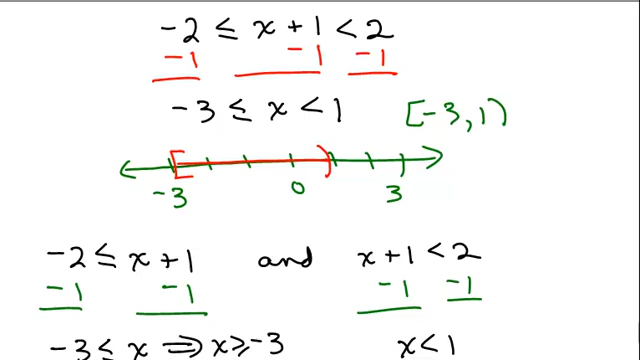 -2 ≤ x + 1 < 2
-1 -1 -1
-3 ≤ x < 1 [-3, 1)
-3 0 3
-2 ≤ x + 1 and x + 1 < 2
-1 -1 -1 -1
-3 ≤ x ⇒ x ≥ -3 x < 1